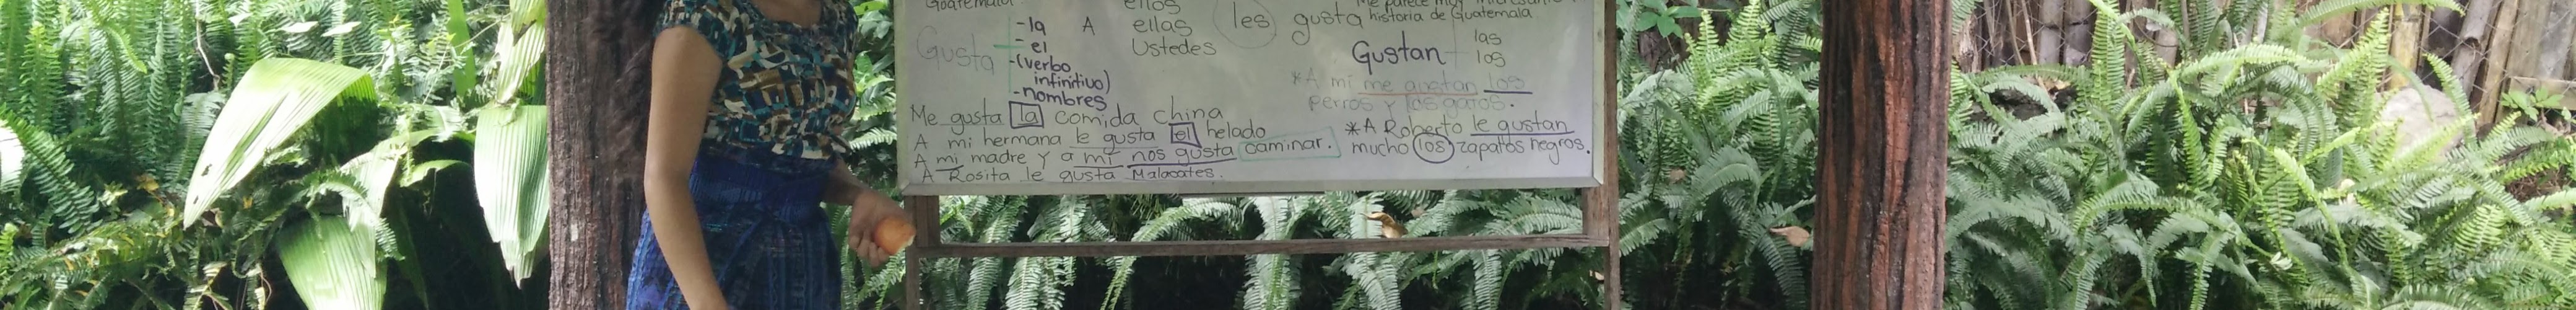 Guatemala
ellos
Me parece muy interesante
A ellas les gusta historia de Guatemala
Ustedes
Gusta
-la
-el
-(verbo
infinitivo)
-nombres
Gustan
las
los
Me gusta la comida china
A mi hermana le gusta el helado
A mi madre y a mí nos gusta caminar.
A Rosita le gusta Malacates.
*A mi me gustan los
perros y los gatos.
*A Roberto le gustan
mucho los zapatos negros.